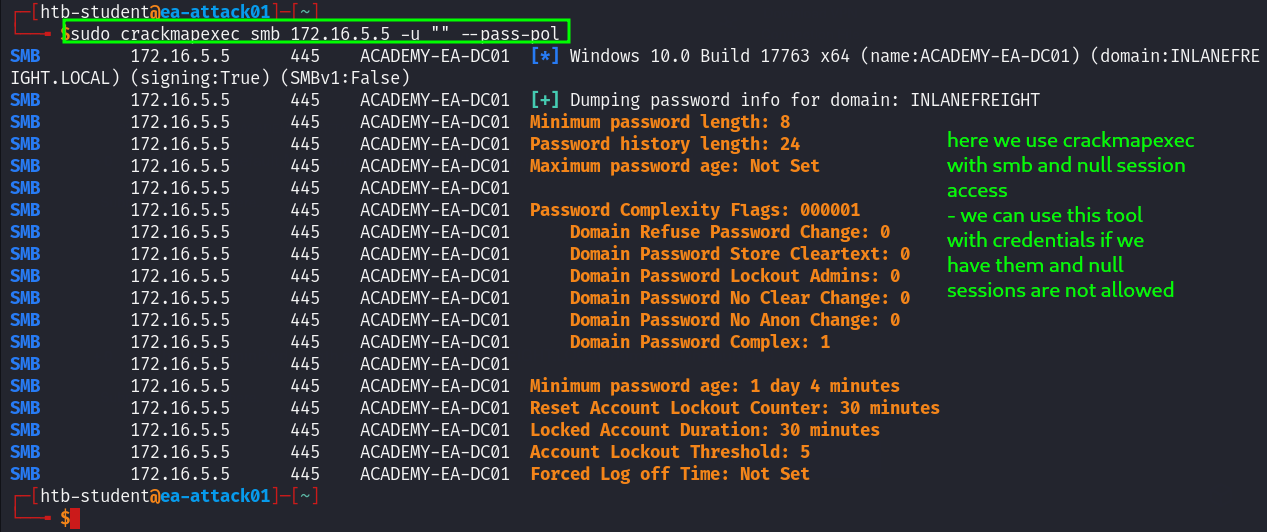 ┌─[htb-student@ea-attack01]─[~]
└──╼ $sudo crackmapexec smb 172.16.5.5 -u "" --pass-pol
SMB 172.16.5.5 445 ACADEMY-EA-DC01 [*] Windows 10.0 Build 17763 x64 (name:ACADEMY-EA-DC01) (domain:INLANEFRE
IGHT.LOCAL) (signing:True) (SMBv1:False)
SMB 172.16.5.5 445 ACADEMY-EA-DC01 [+] Dumping password info for domain: INLANEFREIGHT
SMB 172.16.5.5 445 ACADEMY-EA-DC01 Minimum password length: 8
SMB 172.16.5.5 445 ACADEMY-EA-DC01 Password history length: 24
SMB 172.16.5.5 445 ACADEMY-EA-DC01 Maximum password age: Not Set
SMB 172.16.5.5 445 ACADEMY-EA-DC01
SMB 172.16.5.5 445 ACADEMY-EA-DC01 Password Complexity Flags: 000001
SMB 172.16.5.5 445 ACADEMY-EA-DC01 Domain Refuse Password Change: 0
SMB 172.16.5.5 445 ACADEMY-EA-DC01 Domain Password Store Cleartext: 0
SMB 172.16.5.5 445 ACADEMY-EA-DC01 Domain Password Lockout Admins: 0
SMB 172.16.5.5 445 ACADEMY-EA-DC01 Domain Password No Clear Change: 0
SMB 172.16.5.5 445 ACADEMY-EA-DC01 Domain Password No Anon Change: 0
SMB 172.16.5.5 445 ACADEMY-EA-DC01 Domain Password Complex: 1
SMB 172.16.5.5 445 ACADEMY-EA-DC01
SMB 172.16.5.5 445 ACADEMY-EA-DC01 Minimum password age: 1 day 4 minutes
SMB 172.16.5.5 445 ACADEMY-EA-DC01 Reset Account Lockout Counter: 30 minutes
SMB 172.16.5.5 445 ACADEMY-EA-DC01 Locked Account Duration: 30 minutes
SMB 172.16.5.5 445 ACADEMY-EA-DC01 Account Lockout Threshold: 5
SMB 172.16.5.5 445 ACADEMY-EA-DC01 Forced Log off Time: Not Set
┌─[htb-student@ea-attack01]─[~]
└──╼ $
here we use crackmapexec
with smb and null session
access
- we can use this tool
with credentials if we
have them and null
sessions are not allowed